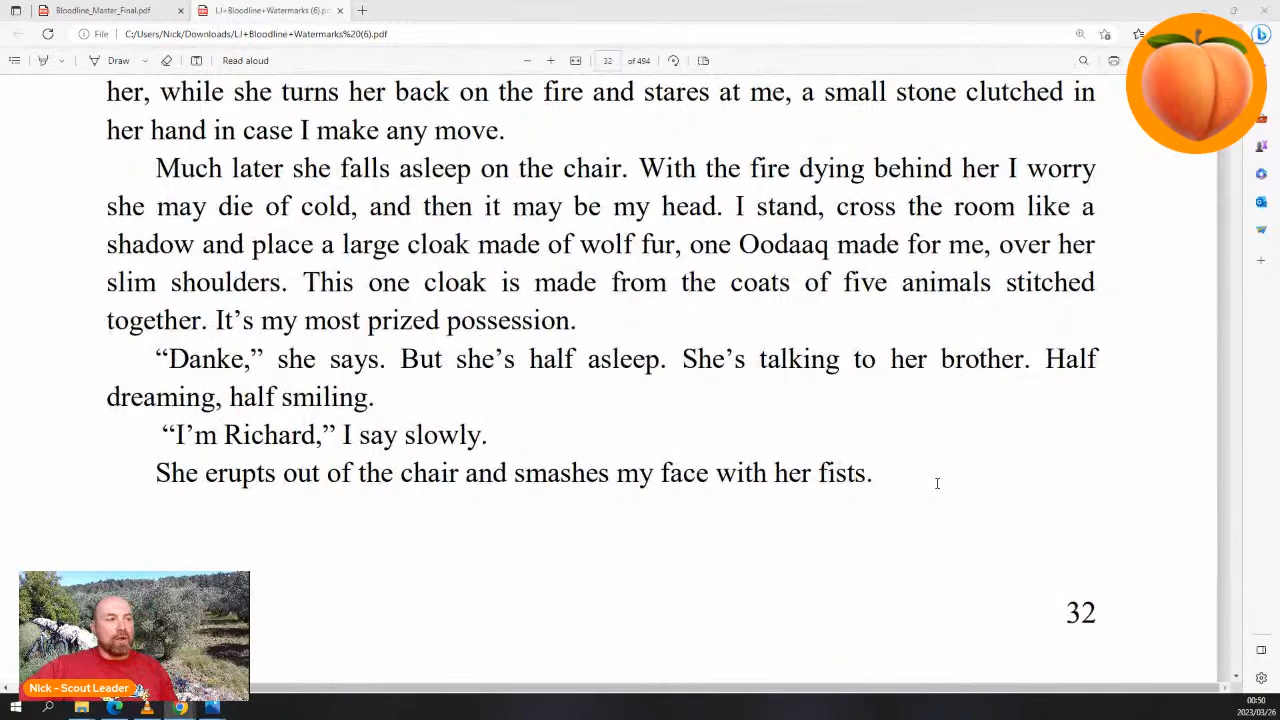 Bloodline_Master_Final.pdf
LJ+Bloodline+Watermarks (6).pdf
File
C:/Users/Nick/Downloads/LJ+Bloodline+Watermarks%20(6).pdf
Draw
Read aloud
32
of 494
her, while she turns her back on the fire and stares at me, a small stone clutched in
her hand in case I make any move.
Much later she falls asleep on the chair. With the fire dying behind her I worry
she may die of cold, and then it may be my head. I stand, cross the room like a
shadow and place a large cloak made of wolf fur, one Oodaaq made for me, over her
slim shoulders. This one cloak is made from the coats of five animals stitched
together. It’s my most prized possession.
“Danke,” she says. But she’s half asleep. She’s talking to her brother. Half
dreaming, half smiling.
“I’m Richard,” I say slowly.
She erupts out of the chair and smashes my face with her fists.
32
Nick - Scout Leader
00:50
2023/03/26